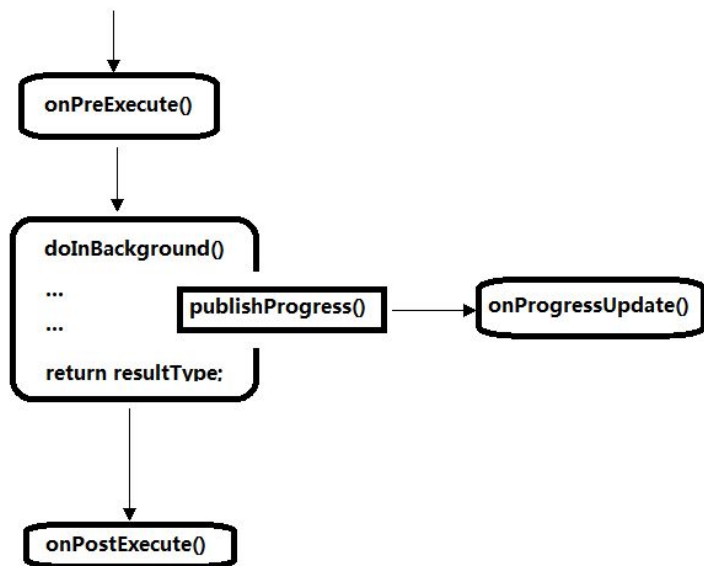 onPreExecute()
doInBackground()
...
publishProgress()
onProgressUpdate()
...
return resultType;
onPostExecute()